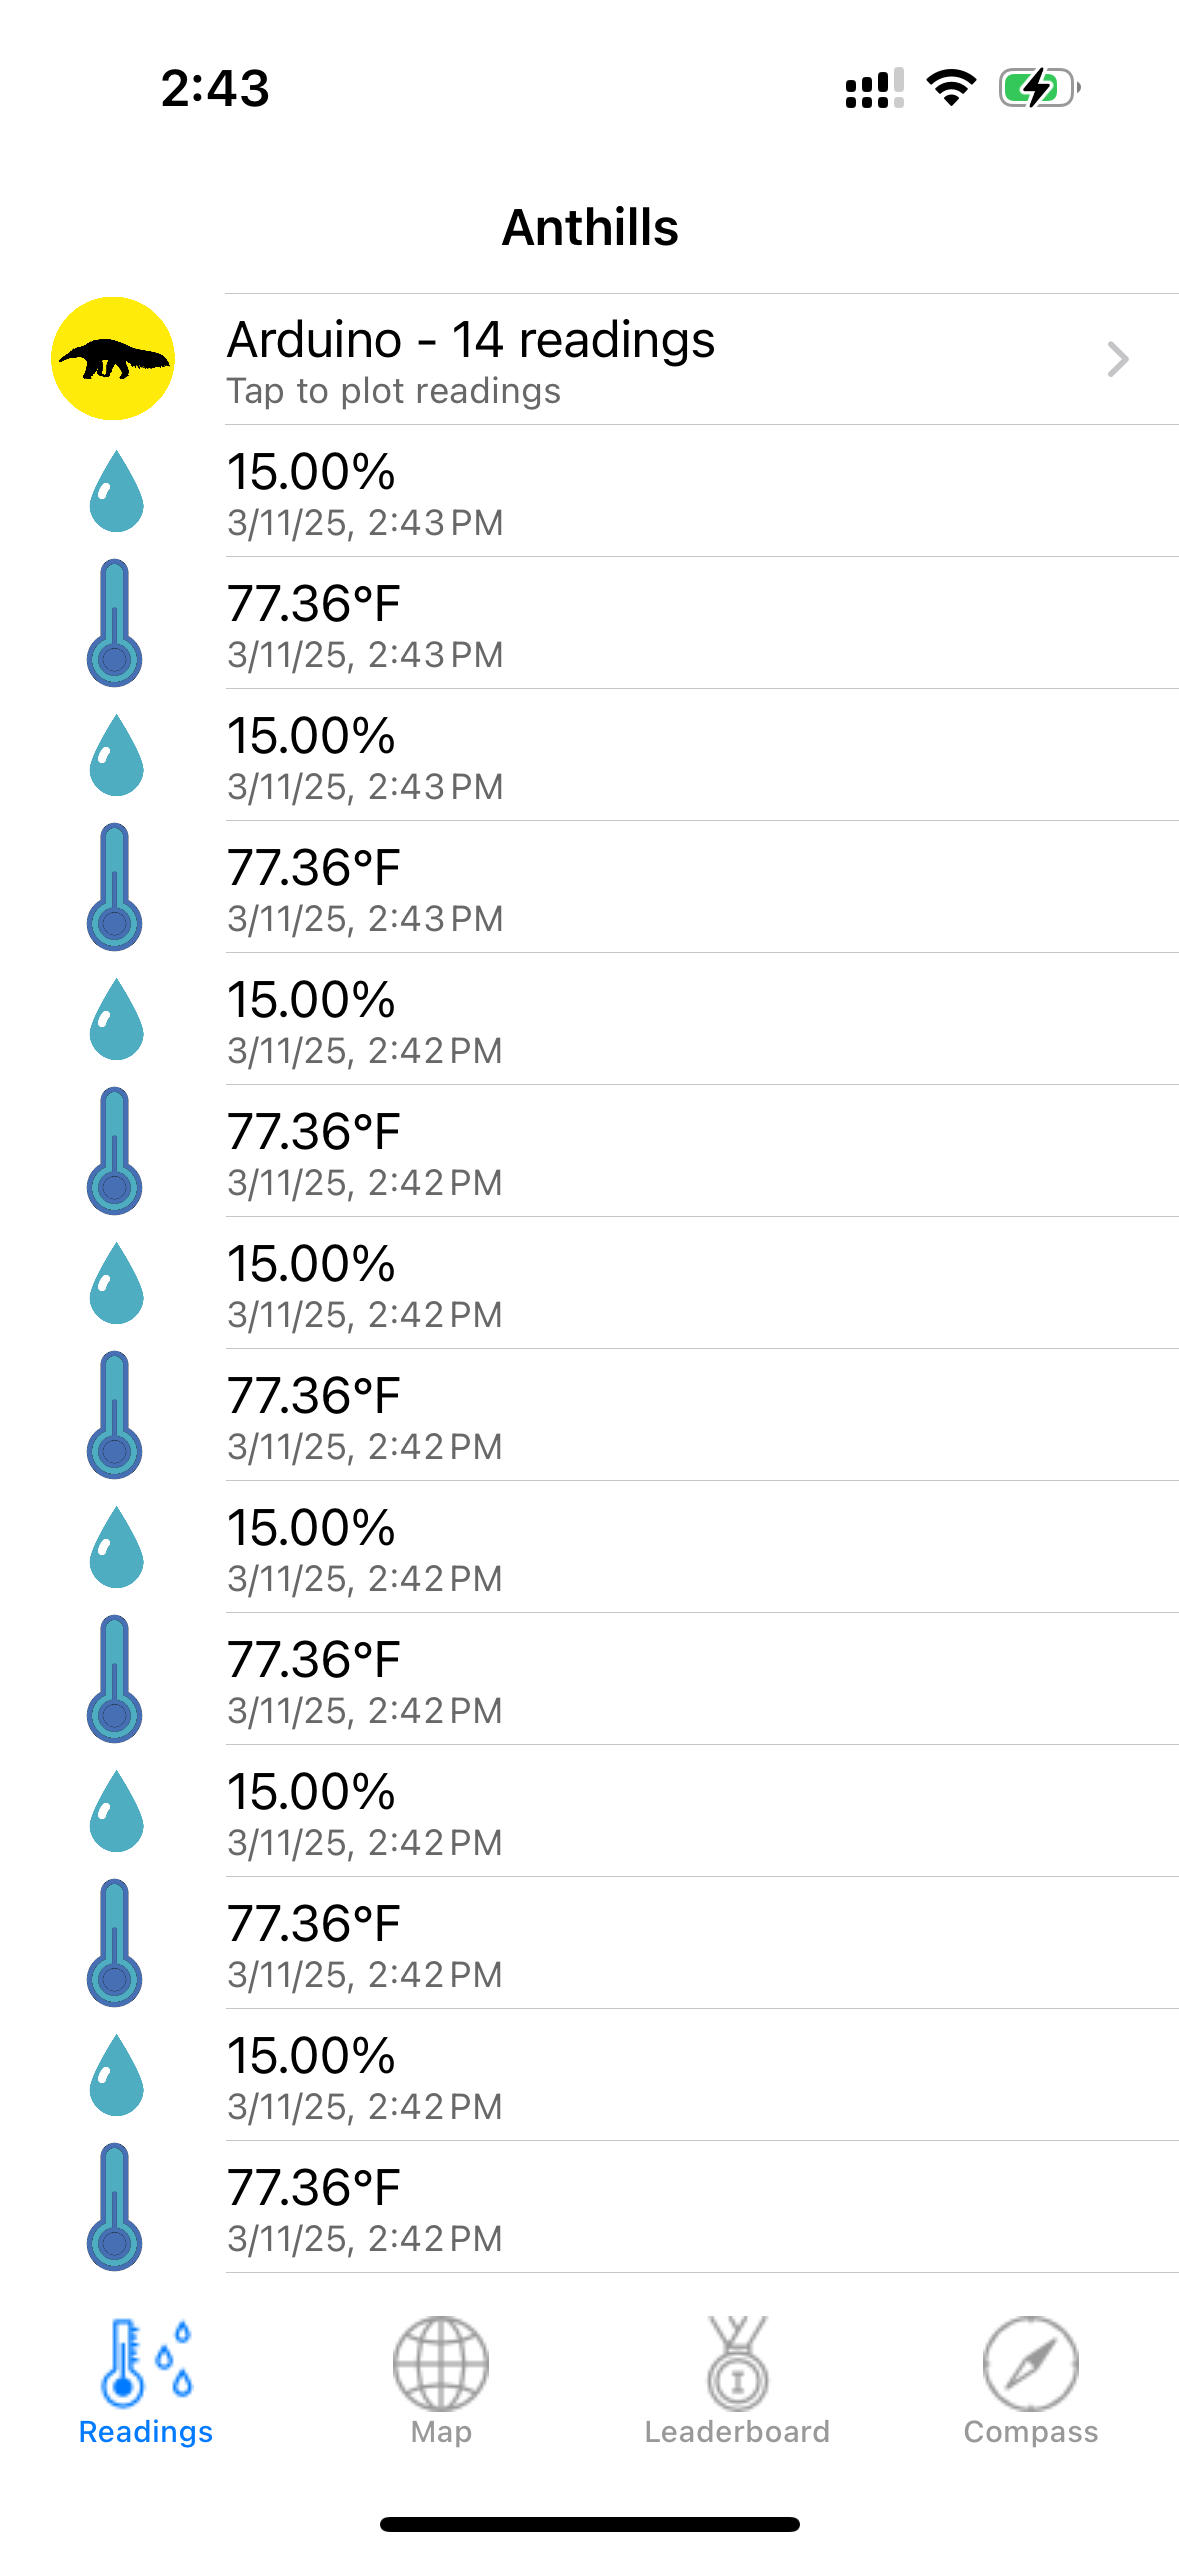 2:43
Anthills
Arduino - 14 readings
Tap to plot readings
15.00%
3/11/25, 2:43 PM
77.36°F
3/11/25, 2:43 PM
15.00%
3/11/25, 2:43 PM
77.36°F
3/11/25, 2:43 PM
15.00%
3/11/25, 2:42 PM
77.36°F
3/11/25, 2:42 PM
15.00%
3/11/25, 2:42 PM
77.36°F
3/11/25, 2:42 PM
15.00%
3/11/25, 2:42 PM
77.36°F
3/11/25, 2:42 PM
15.00%
3/11/25, 2:42 PM
77.36°F
3/11/25, 2:42 PM
15.00%
3/11/25, 2:42 PM
77.36°F
3/11/25, 2:42 PM
Readings Map Leaderboard Compass